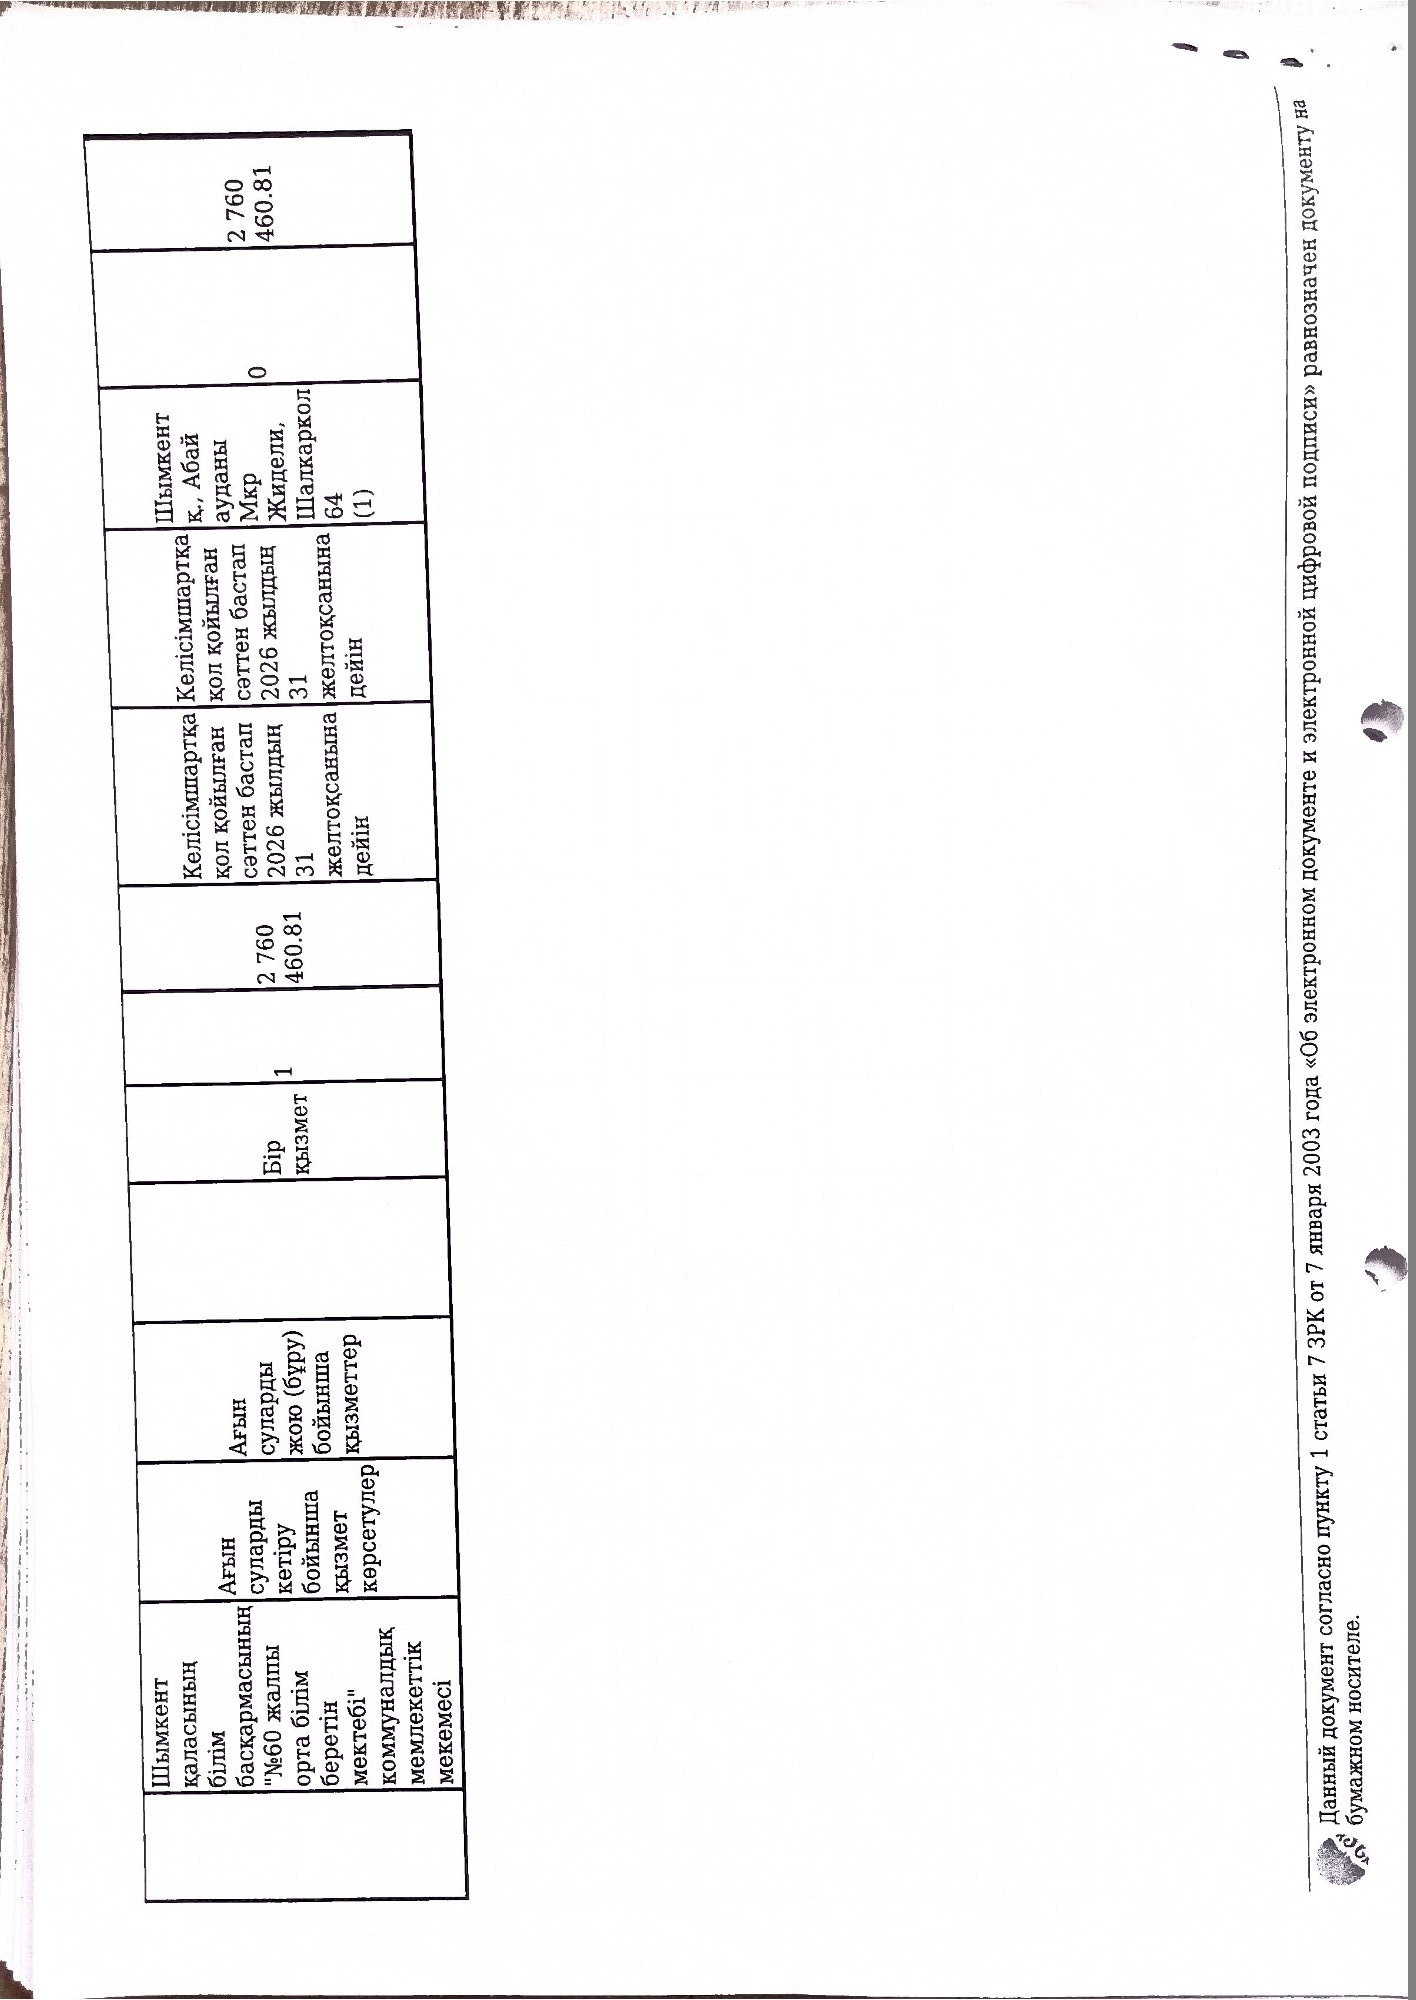 Шымкент
қаласының
білім
басқармасының
"№60 жалпы
орта білім
беретін
мектебі"
коммуналдық
мемлекеттік
мекемесі
Ағын
суларды
кетіру
бойынша
қызмет
көрсетулер
Ағын
суларды
жою (бұру)
бойынша
қызметтер
Бір
қызмет
1
2 760
460.81
Келісімшартқа
қол қойылған
сәттен бастап
2026 жылдың
31
желтоқсанына
дейін
Келісімшартқа
қол қойылған
сәттен бастап
2026 жылдың
31
желтоқсанына
дейін
Шымкент
қ., Абай
ауданы
Мкр
Жидели,
Шалкаркол
64
(1)
0
2 760
460.81
Данный документ согласно пункту 1 статьи 7 ЗРК от 7 января 2003 года «Об электронном документе и электронной цифровой подписи» равнозначен документу на
бумажном носителе.